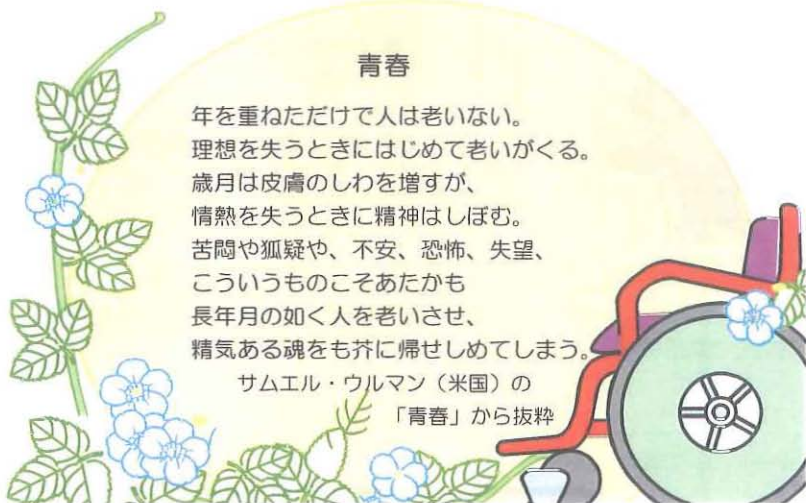 青春
年を重ねただけで人は老いない。
理想を失うときにはじめて老いがくる。
歳月は皮膚のしわを増すが、
情熱を失うときに精神はしぼむ。
苦悶や狐疑や、不安、恐怖、失望、
こういうものこそあたかも
長年月の如く人を老いさせ、
精気ある魂をも芥に帰せしめてしまう。
サムエル・ウルマン（米国）の
「青春」から抜粋